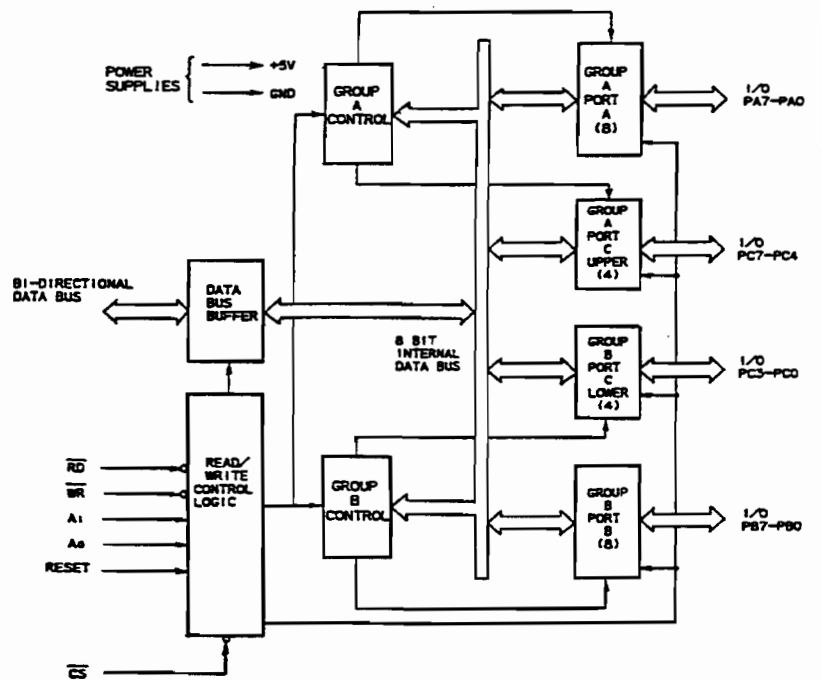 POWER
SUPPLIES
+5V
GND
GROUP
A
CONTROL
GROUP
A
PORT
A
(8)
I/O
PA7-PA0
GROUP
A
PORT
C
UPPER
(4)
I/O
PC7-PC4
BI-DIRECTIONAL
DATA BUS
DATA
BUS
BUFFER
8 BIT
INTERNAL
DATA BUS
GROUP
B
PORT
C
LOWER
(4)
I/O
PC3-PC0
RD
WR
A1
A0
RESET
CS
READ/
WRITE
CONTROL
LOGIC
GROUP
B
CONTROL
GROUP
B
PORT
B
(8)
I/O
PB7-PB0